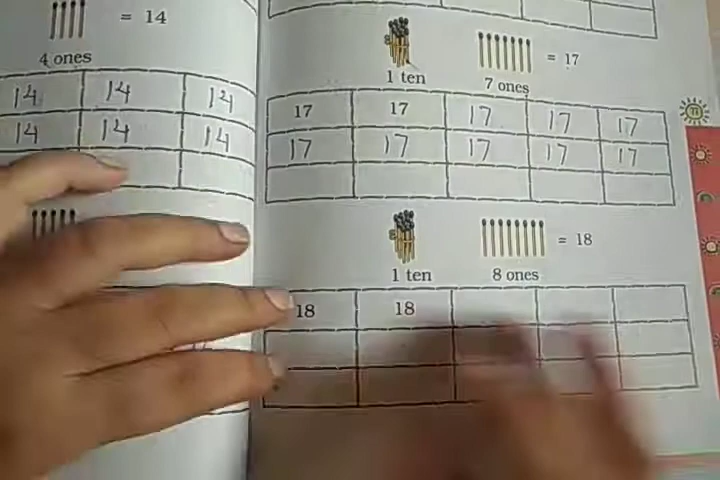 = 14
4 ones
14 14 14
14 14 14
= 17
1 ten 7 ones
17 17 17 17 17
17 17 17 17 17
= 18
1 ten 8 ones
18 18